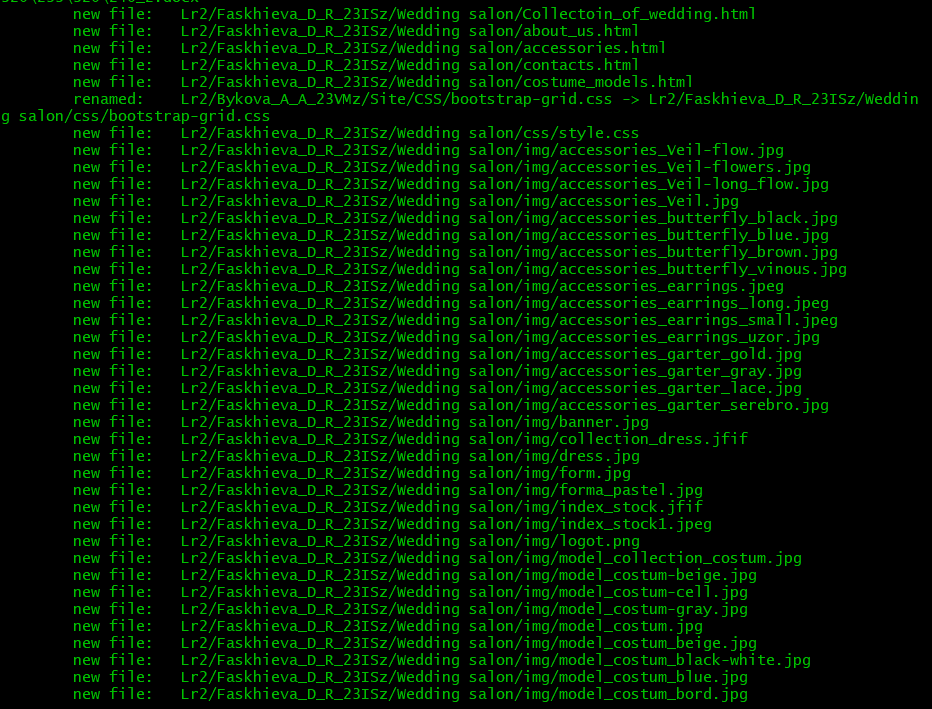 new file:   Lr2/Faskhieva_D_R_23ISz/Wedding salon/Collectoin_of_wedding.html
new file:   Lr2/Faskhieva_D_R_23ISz/Wedding salon/about_us.html
new file:   Lr2/Faskhieva_D_R_23ISz/Wedding salon/accessories.html
new file:   Lr2/Faskhieva_D_R_23ISz/Wedding salon/contacts.html
new file:   Lr2/Faskhieva_D_R_23ISz/Wedding salon/costume_models.html
renamed:    Lr2/Bykova_A_A_23VMz/Site/CSS/bootstrap-grid.css -> Lr2/Faskhieva_D_R_23ISz/Weddin
g salon/css/bootstrap-grid.css
new file:   Lr2/Faskhieva_D_R_23ISz/Wedding salon/css/style.css
new file:   Lr2/Faskhieva_D_R_23ISz/Wedding salon/img/accessories_Veil-flow.jpg
new file:   Lr2/Faskhieva_D_R_23ISz/Wedding salon/img/accessories_Veil-flowers.jpg
new file:   Lr2/Faskhieva_D_R_23ISz/Wedding salon/img/accessories_Veil-long_flow.jpg
new file:   Lr2/Faskhieva_D_R_23ISz/Wedding salon/img/accessories_Veil.jpg
new file:   Lr2/Faskhieva_D_R_23ISz/Wedding salon/img/accessories_butterfly_black.jpg
new file:   Lr2/Faskhieva_D_R_23ISz/Wedding salon/img/accessories_butterfly_blue.jpg
new file:   Lr2/Faskhieva_D_R_23ISz/Wedding salon/img/accessories_butterfly_brown.jpg
new file:   Lr2/Faskhieva_D_R_23ISz/Wedding salon/img/accessories_butterfly_vinous.jpg
new file:   Lr2/Faskhieva_D_R_23ISz/Wedding salon/img/accessories_earrings.jpeg
new file:   Lr2/Faskhieva_D_R_23ISz/Wedding salon/img/accessories_earrings_long.jpeg
new file:   Lr2/Faskhieva_D_R_23ISz/Wedding salon/img/accessories_earrings_small.jpeg
new file:   Lr2/Faskhieva_D_R_23ISz/Wedding salon/img/accessories_earrings_uzor.jpg
new file:   Lr2/Faskhieva_D_R_23ISz/Wedding salon/img/accessories_garter_gold.jpg
new file:   Lr2/Faskhieva_D_R_23ISz/Wedding salon/img/accessories_garter_gray.jpg
new file:   Lr2/Faskhieva_D_R_23ISz/Wedding salon/img/accessories_garter_lace.jpg
new file:   Lr2/Faskhieva_D_R_23ISz/Wedding salon/img/accessories_garter_serebro.jpg
new file:   Lr2/Faskhieva_D_R_23ISz/Wedding salon/img/banner.jpg
new file:   Lr2/Faskhieva_D_R_23ISz/Wedding salon/img/collection_dress.jfif
new file:   Lr2/Faskhieva_D_R_23ISz/Wedding salon/img/dress.jpg
new file:   Lr2/Faskhieva_D_R_23ISz/Wedding salon/img/form.jpg
new file:   Lr2/Faskhieva_D_R_23ISz/Wedding salon/img/forma_pastel.jpg
new file:   Lr2/Faskhieva_D_R_23ISz/Wedding salon/img/index_stock.jfif
new file:   Lr2/Faskhieva_D_R_23ISz/Wedding salon/img/index_stock1.jpeg
new file:   Lr2/Faskhieva_D_R_23ISz/Wedding salon/img/logot.png
new file:   Lr2/Faskhieva_D_R_23ISz/Wedding salon/img/model_collection_costum.jpg
new file:   Lr2/Faskhieva_D_R_23ISz/Wedding salon/img/model_costum-beige.jpg
new file:   Lr2/Faskhieva_D_R_23ISz/Wedding salon/img/model_costum-cell.jpg
new file:   Lr2/Faskhieva_D_R_23ISz/Wedding salon/img/model_costum-gray.jpg
new file:   Lr2/Faskhieva_D_R_23ISz/Wedding salon/img/model_costum.jpg
new file:   Lr2/Faskhieva_D_R_23ISz/Wedding salon/img/model_costum_beige.jpg
new file:   Lr2/Faskhieva_D_R_23ISz/Wedding salon/img/model_costum_black-white.jpg
new file:   Lr2/Faskhieva_D_R_23ISz/Wedding salon/img/model_costum_blue.jpg
new file:   Lr2/Faskhieva_D_R_23ISz/Wedding salon/img/model_costum_bord.jpg